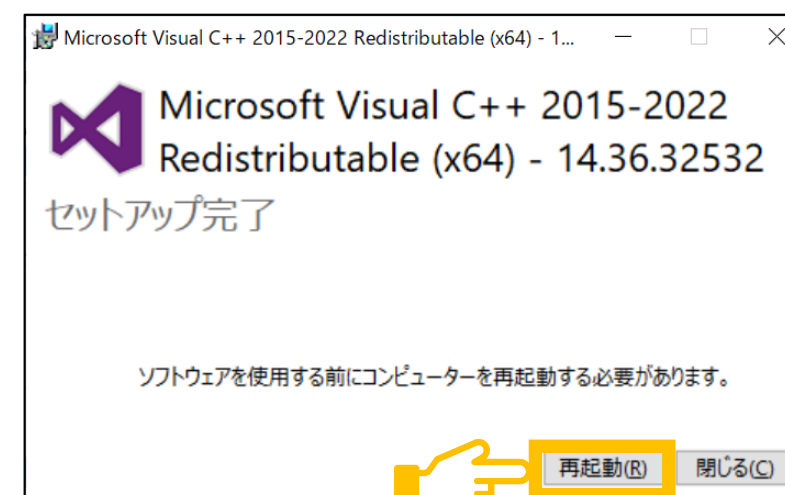 Microsoft Visual C++ 2015-2022 Redistributable (x64) - 1...
Microsoft Visual C++ 2015-2022
Redistributable (x64) - 14.36.32532
セットアップ完了
ソフトウェアを使用する前にコンピューターを再起動する必要があります。
再起動(R) 閉じる(C)